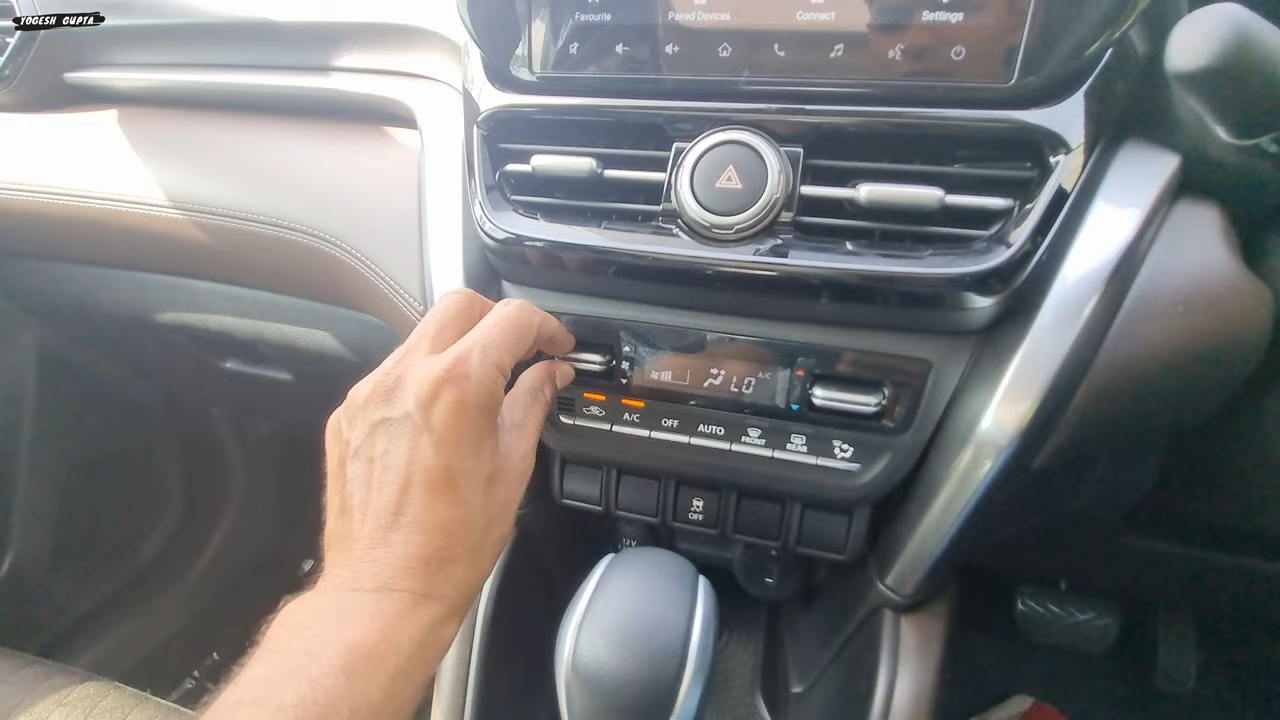 YOGESH GUPTA
Favourite Paired Devices Connect Settings
LO A/C
A/C OFF AUTO FRONT REAR
OFF
12V